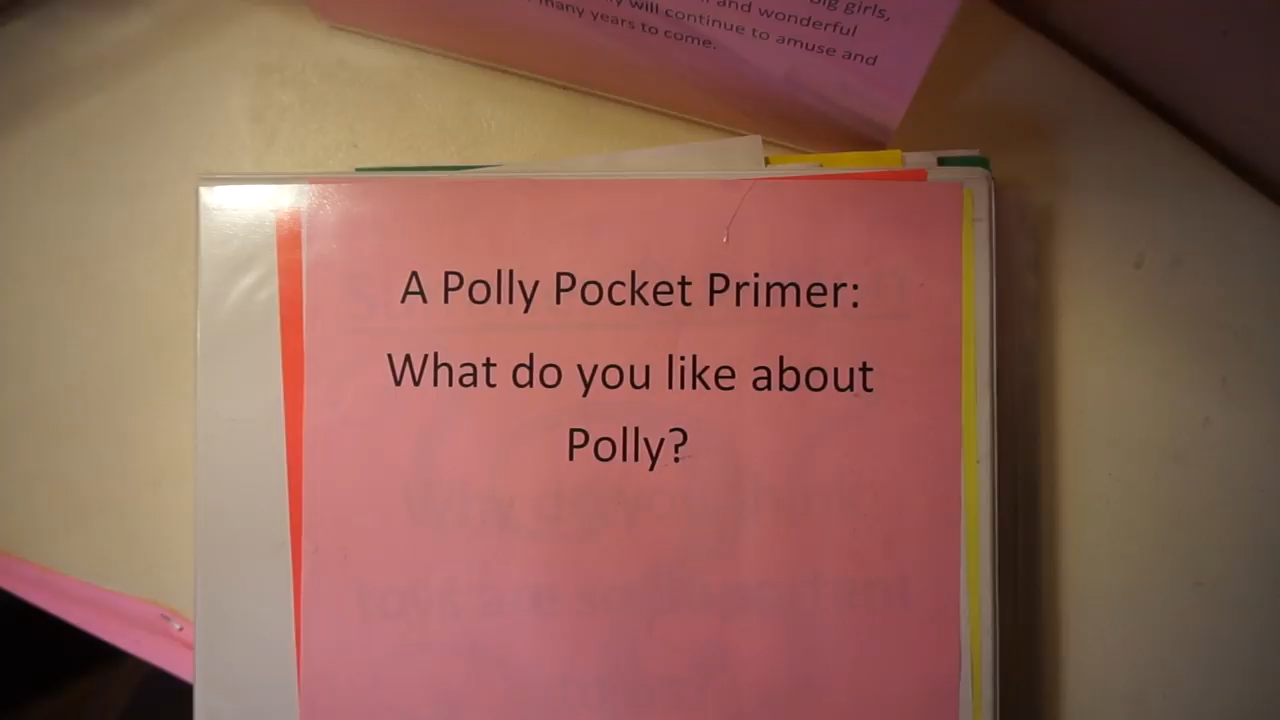 big girls,
and wonderful
will continue to amuse and
many years to come.
A Polly Pocket Primer:
What do you like about
Polly?